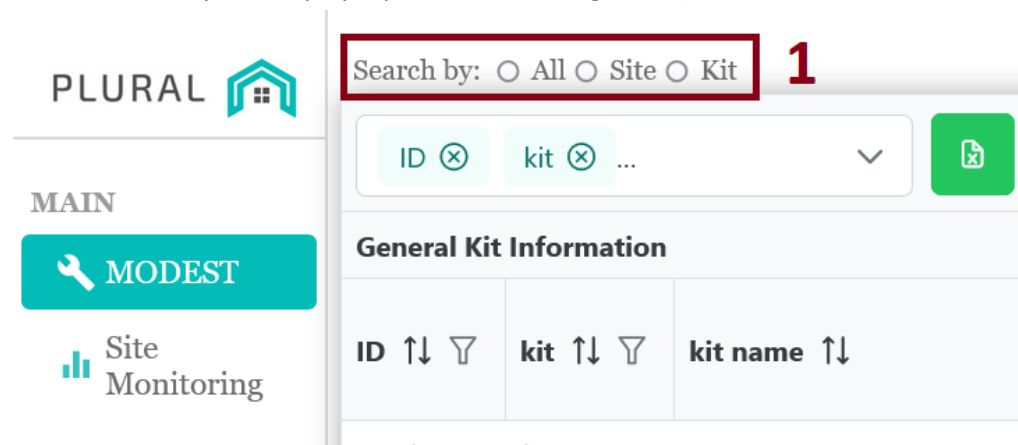 Search by: All Site Kit 1
PLURAL
ID kit ...
MAIN
General Kit Information
MODEST
ID kit kit name
Site
Monitoring